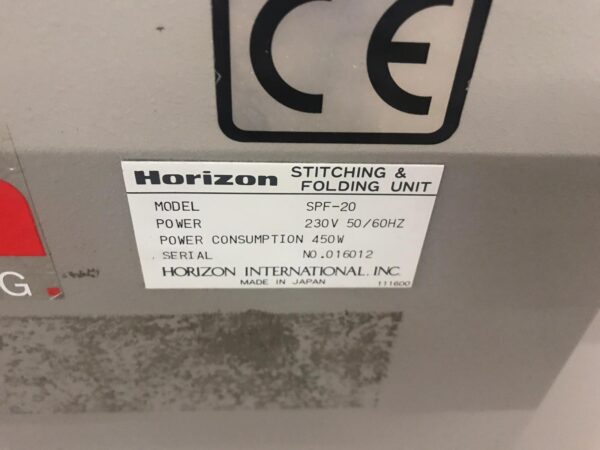 CE
Horizon STITCHING &
FOLDING UNIT
MODEL SPF-20
POWER 230V 50/60HZ
POWER CONSUMPTION 450W
SERIAL NO.016012
HORIZON INTERNATIONAL, INC.
MADE IN JAPAN 111600
G